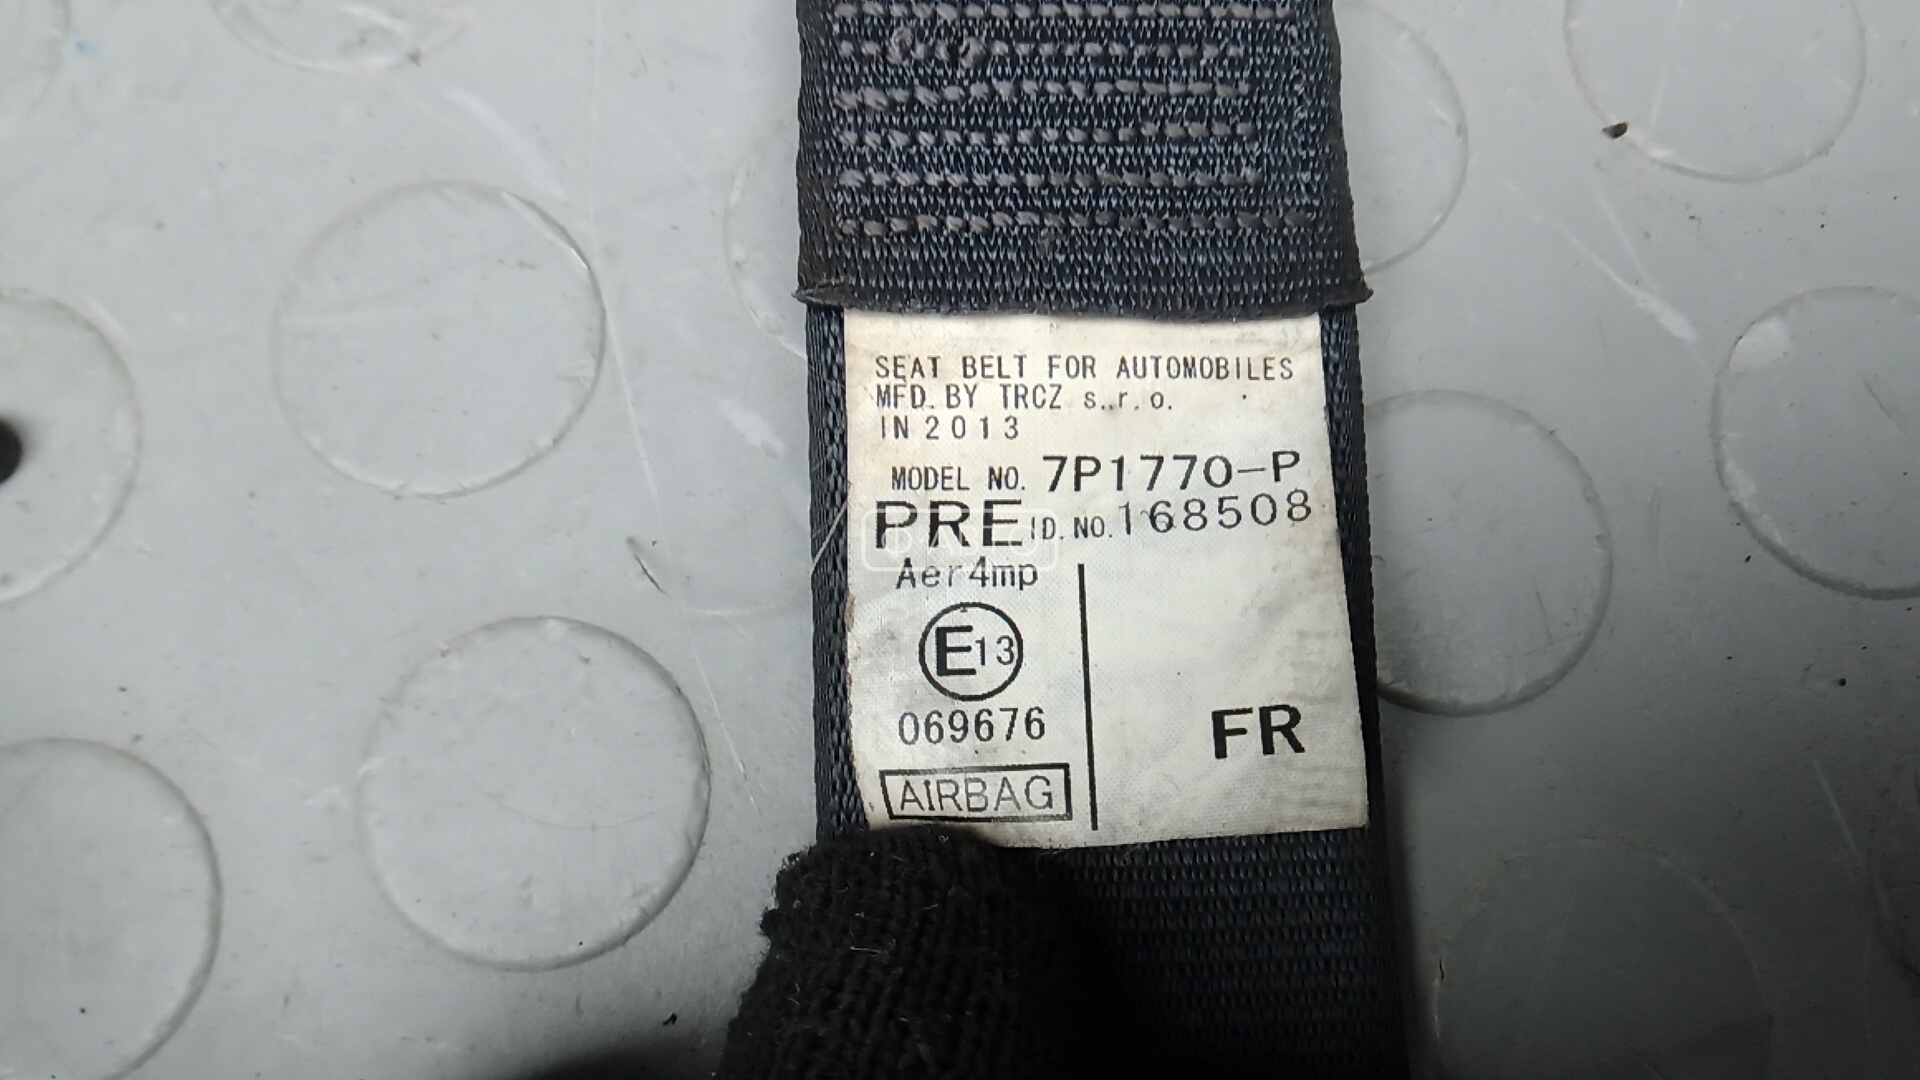 SEAT BELT FOR AUTOMOBILES
MFD. BY TRCZ s.r.o.
IN 2013
MODEL NO. 7P1770-P
PRE ID. NO. 168508
Aer4mp
E13
069676
FR
AIRBAG